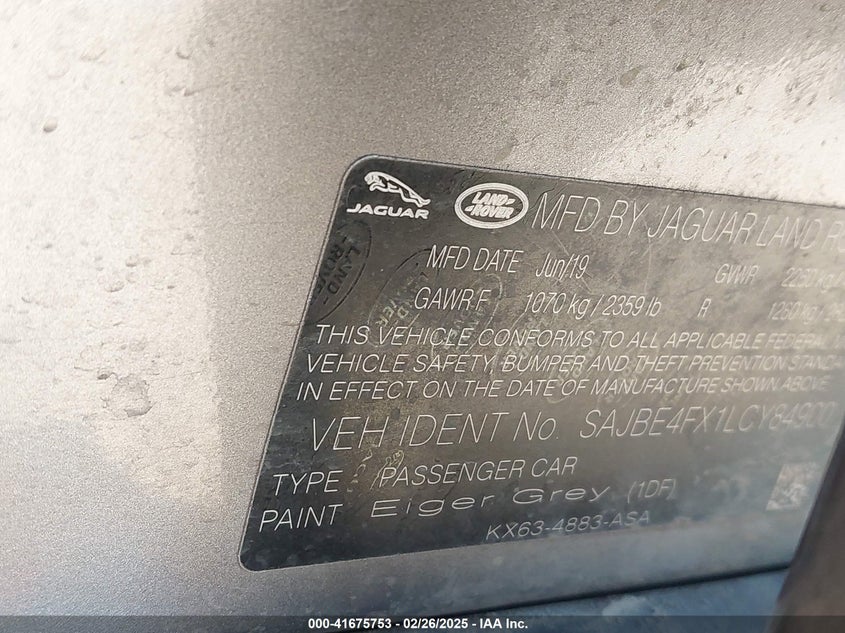 JAGUAR
LAND-
-ROVER
MFD BY JAGUAR LAND
MFD DATE Jun/19 GVWR
GAWR F 1070 kg / 2359 lb R 1260 kg /
THIS VEHICLE CONFORMS TO ALL APPLICABLE FEDERAL
VEHICLE SAFETY, BUMPER AND THEFT PREVENTION
IN EFFECT ON THE DATE OF MANUFACTURE SHOWN ABOVE
VEH IDENT No. SAJBE4FX1LCY84900
TYPE PASSENGER CAR
PAINT Eiger Grey (1DF)
KX63-4883-ASA
000-41675753 – 02/26/2025 – IAA Inc.